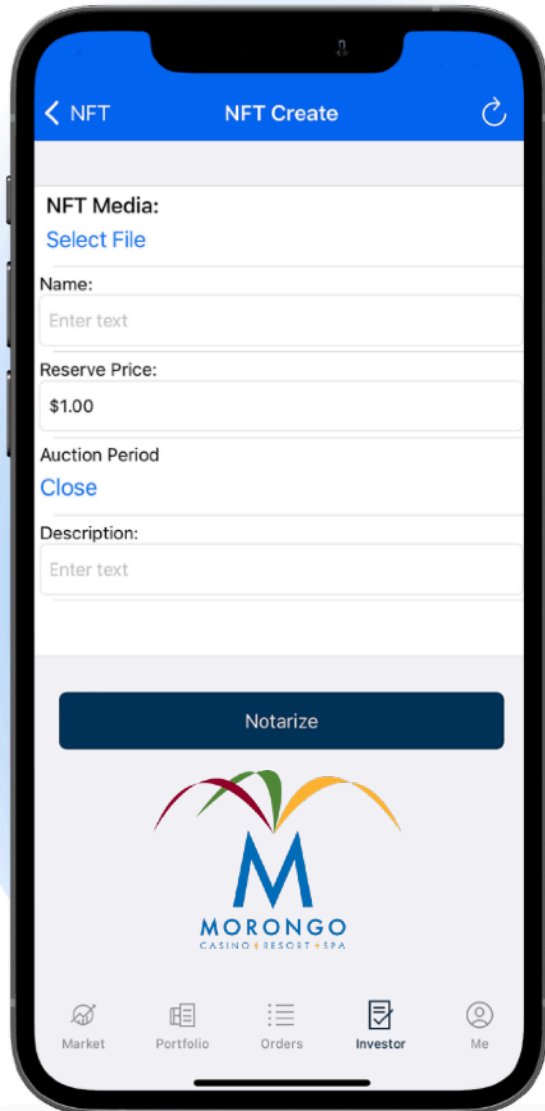 NFT
NFT Create
NFT Media:
Select File
Name:
Enter text
Reserve Price:
$1.00
Auction Period
Close
Description:
Enter text
Notarize
M
MORONGO
CASINO RESORT SPA
Market
Portfolio
Orders
Investor
Me